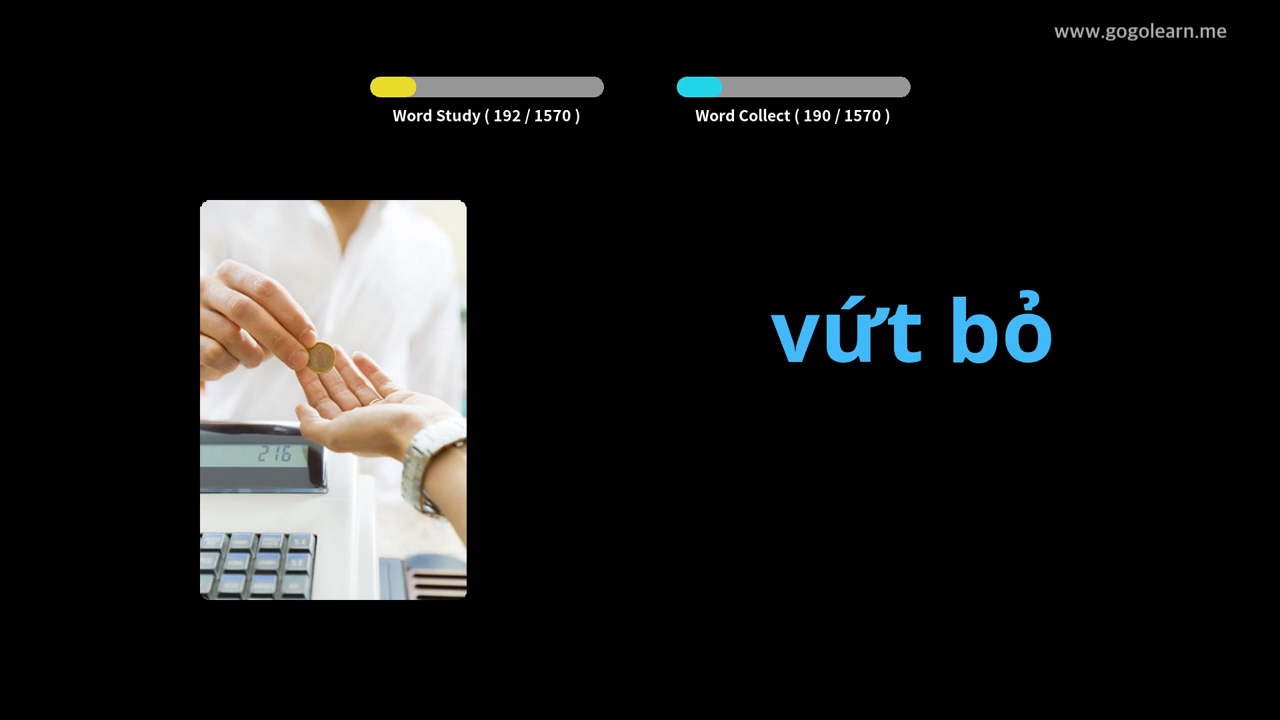 www.gogolearn.me
Word Study ( 192 / 1570 )
Word Collect ( 190 / 1570 )
vứt bỏ
216